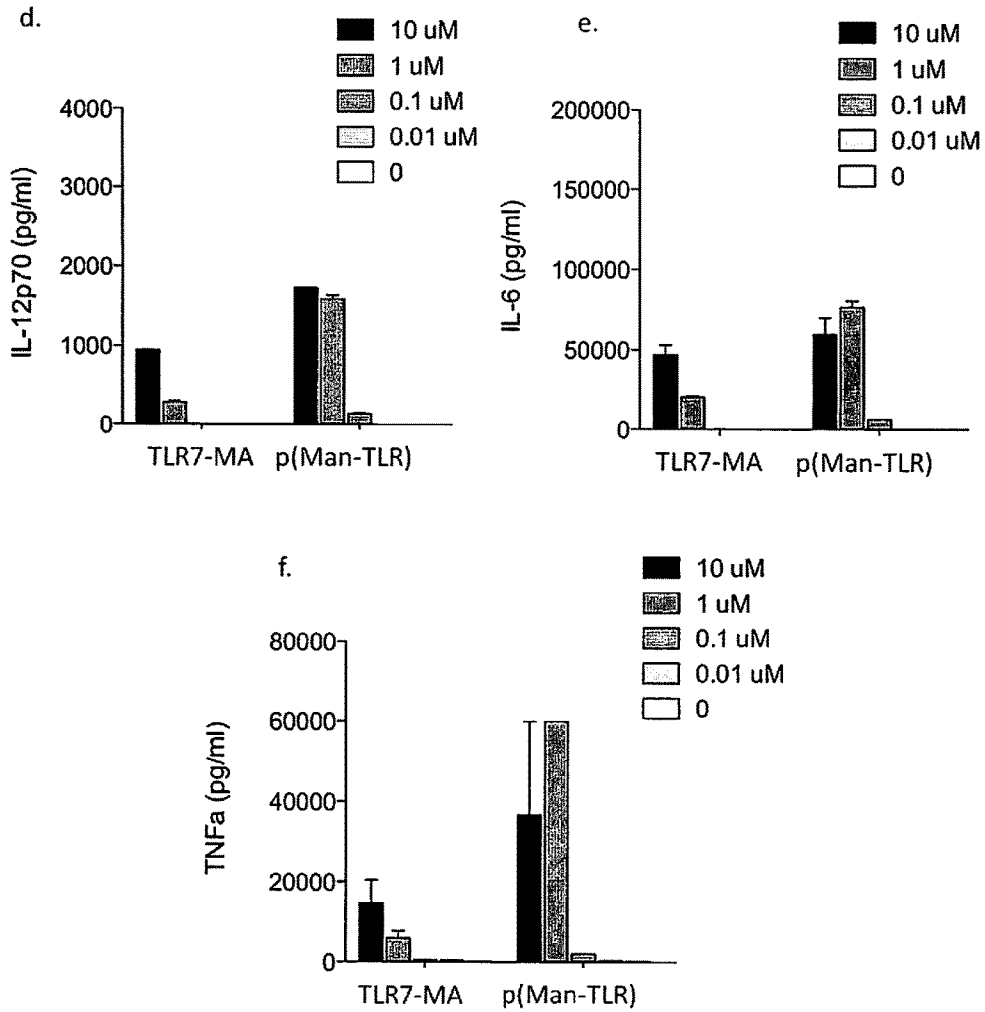 d.
10 uM
1 uM
0.1 uM
0.01 uM
0
4000
3000
2000
1000
0
IL-12p70 (pg/ml)
TLR7-MA p(Man-TLR)
e.
10 uM
1 uM
0.1 uM
0.01 uM
0
200000
150000
100000
50000
0
IL-6 (pg/ml)
TLR7-MA p(Man-TLR)
f.
10 uM
1 uM
0.1 uM
0.01 uM
0
80000
60000
40000
20000
0
TNFa (pg/ml)
TLR7-MA p(Man-TLR)